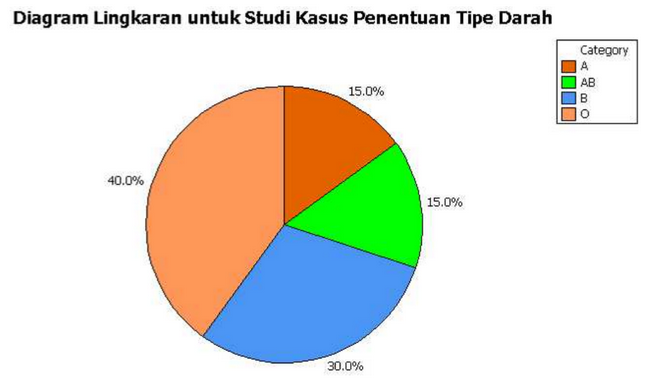 Diagram Lingkaran untuk Studi Kasus Penentuan Tipe Darah
Category
A
AB
B
O
15.0%
15.0%
30.0%
40.0%